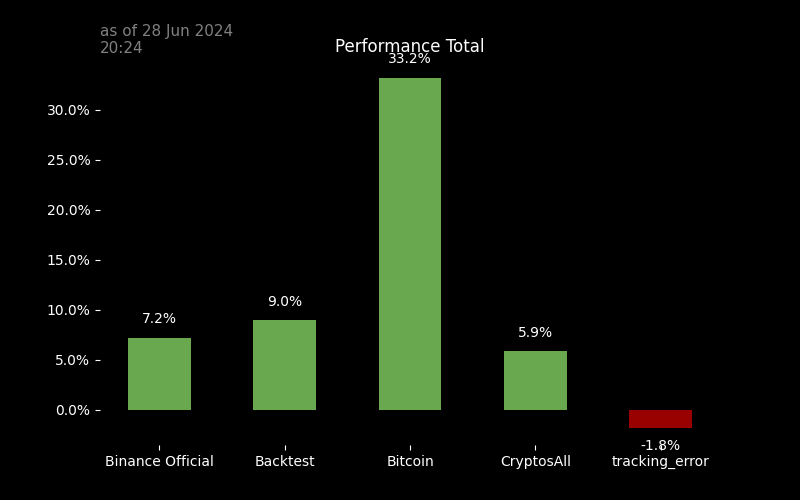 as of 28 Jun 2024
20:24
Performance Total
33.2%
30.0%
25.0%
20.0%
15.0%
10.0%
5.0%
0.0%
7.2%
9.0%
5.9%
-1.8%
Binance Official
Backtest
Bitcoin
CryptosAll
tracking_error